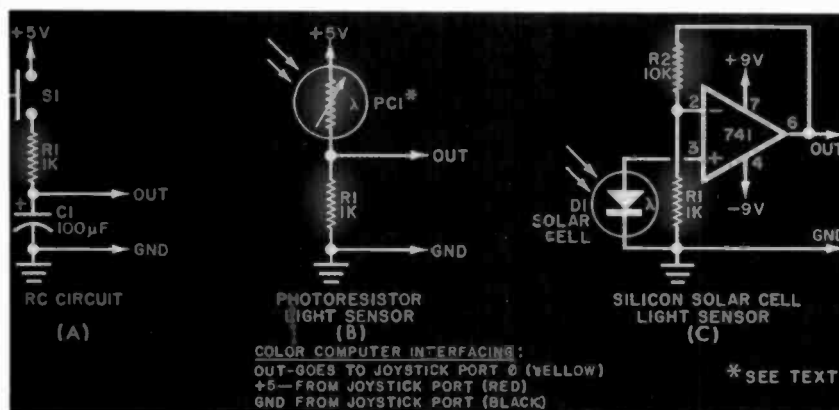 +5V
S1
R1
1K
OUT
+
C1
100µF
GND
RC CIRCUIT
(A)
+5V
λ
PC1*
OUT
R1
1K
GND
PHOTORESISTOR
LIGHT SENSOR
(B)
R2
10K
+9V
2
7
6
741
3
4
OUT
-9V
λ
D1
SOLAR
CELL
R1
1K
GND
SILICON SOLAR CELL
LIGHT SENSOR
(C)
COLOR COMPUTER INTERFACING:
OUT-GOES TO JOYSTICK PORT 0 (YELLOW)
+5—FROM JOYSTICK PORT (RED)
GND FROM JOYSTICK PORT (BLACK)
*SEE TEXT